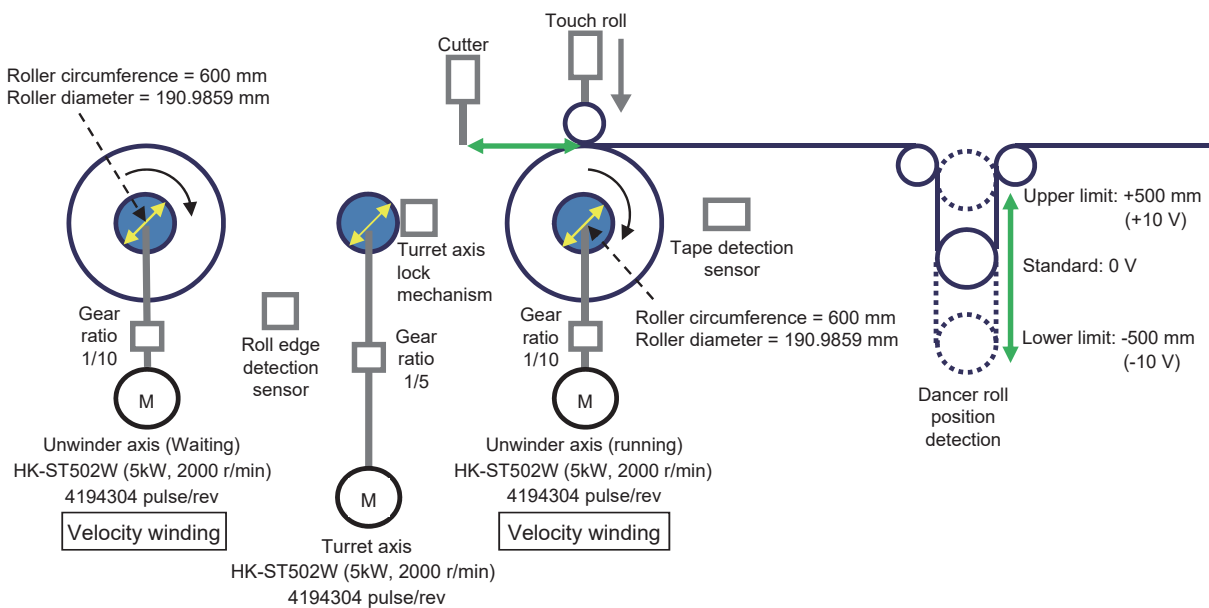 Roller circumference = 600 mm
Roller diameter = 190.9859 mm
Cutter
Touch roll
Turret axis
lock
mechanism
Tape detection
sensor
Upper limit: +500 mm
(+10 V)
Standard: 0 V
Lower limit: -500 mm
(-10 V)
Gear
ratio
1/10
Roll edge
detection
sensor
Gear
ratio
1/5
Gear
ratio
1/10
Roller circumference = 600 mm
Roller diameter = 190.9859 mm
Dancer roll
position
detection
M
Unwinder axis (Waiting)
HK-ST502W (5kW, 2000 r/min)
4194304 pulse/rev
Velocity winding
M
Turret axis
HK-ST502W (5kW, 2000 r/min)
4194304 pulse/rev
M
Unwinder axis (running)
HK-ST502W (5kW, 2000 r/min)
4194304 pulse/rev
Velocity winding